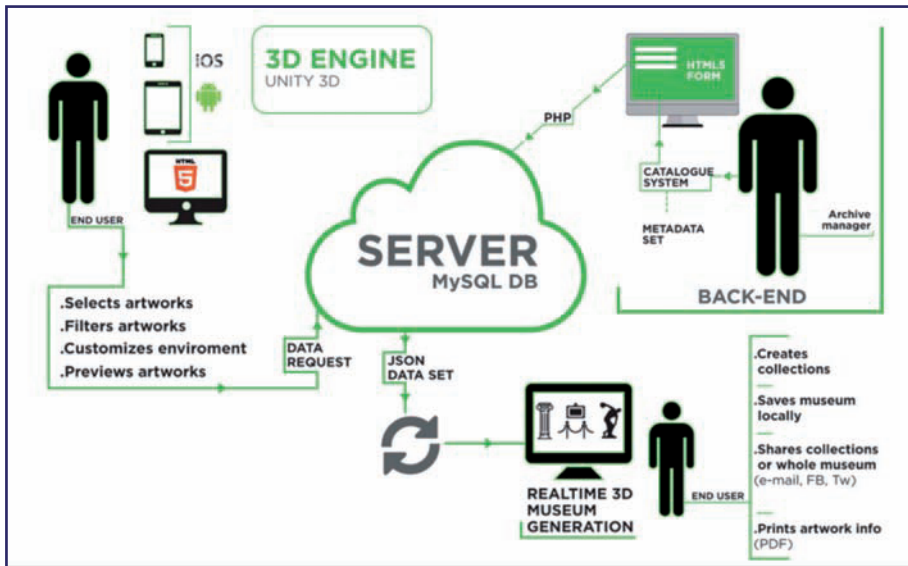 iOS
3D ENGINE
UNITY 3D
HTML
5
END USER
.Selects artworks
.Filters artworks
.Customizes enviroment
.Previews artworks
DATA
REQUEST
SERVER
MySQL DB
JSON
DATA SET
PHP
HTML5
FORM
CATALOGUE
SYSTEM
METADATA
SET
Archive
manager
BACK-END
REALTIME 3D
MUSEUM
GENERATION
END USER
.Creates
collections
.Saves museum
locally
.Shares collections
or whole museum
(e-mail, FB, Tw)
.Prints artwork info
(PDF)